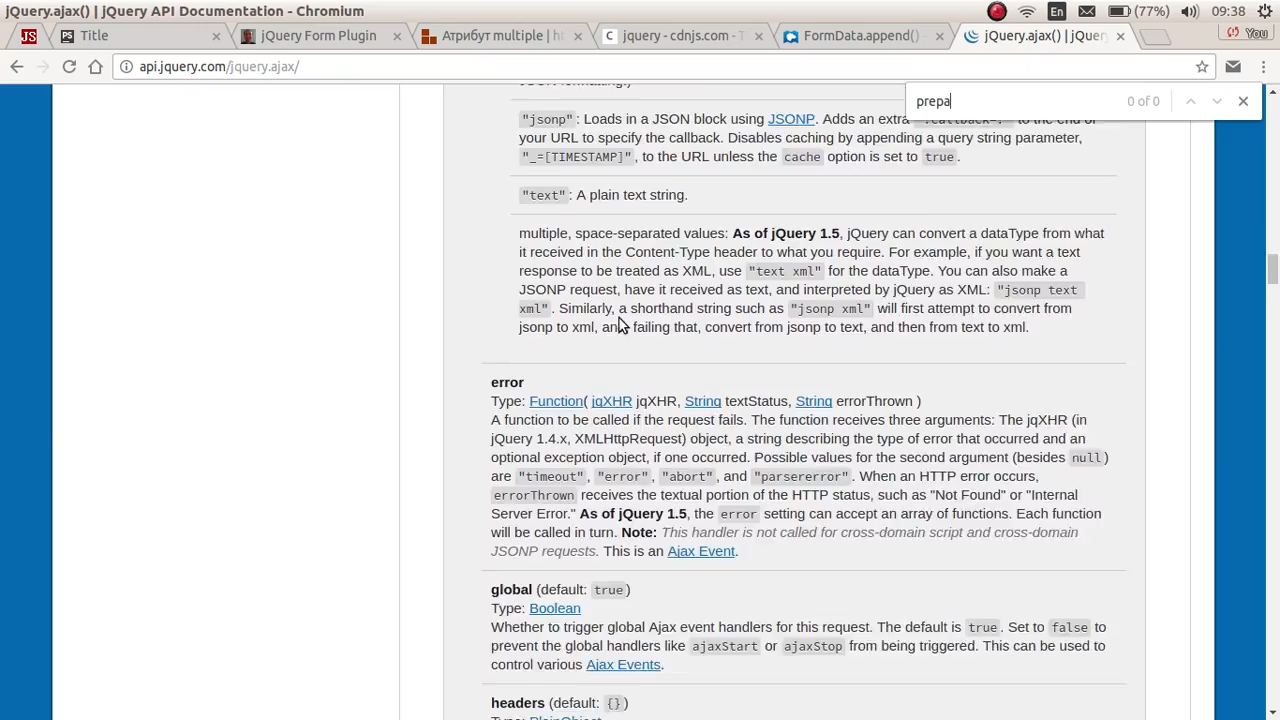 jQuery.ajax() | jQuery API Documentation - Chromium
En
(77%)
09:38
JS
Title
jQuery Form Plugin
Атрибут multiple | h
jquery - cdnjs.com - T
FormData.append() -
jQuery.ajax() | jQuery
You
api.jquery.com/jquery.ajax/
prepa
0 of 0
"jsonp": Loads in a JSON block using JSONP. Adds an extra "?callback=?" to the end of
your URL to specify the callback. Disables caching by appending a query string parameter,
"_=[TIMESTAMP]", to the URL unless the cache option is set to true.
"text": A plain text string.
multiple, space-separated values: As of jQuery 1.5, jQuery can convert a dataType from what
it received in the Content-Type header to what you require. For example, if you want a text
response to be treated as XML, use "text xml" for the dataType. You can also make a
JSONP request, have it received as text, and interpreted by jQuery as XML: "jsonp text
xml". Similarly, a shorthand string such as "jsonp xml" will first attempt to convert from
jsonp to xml, and failing that, convert from jsonp to text, and then from text to xml.
error
Type: Function( jqXHR jqXHR, String textStatus, String errorThrown )
A function to be called if the request fails. The function receives three arguments: The jqXHR (in
jQuery 1.4.x, XMLHttpRequest) object, a string describing the type of error that occurred and an
optional exception object, if one occurred. Possible values for the second argument (besides null)
are "timeout", "error", "abort", and "parsererror". When an HTTP error occurs,
errorThrown receives the textual portion of the HTTP status, such as "Not Found" or "Internal
Server Error." As of jQuery 1.5, the error setting can accept an array of functions. Each function
will be called in turn. Note: This handler is not called for cross-domain script and cross-domain
JSONP requests. This is an Ajax Event.
global (default: true)
Type: Boolean
Whether to trigger global Ajax event handlers for this request. The default is true. Set to false to
prevent the global handlers like ajaxStart or ajaxStop from being triggered. This can be used to
control various Ajax Events.
headers (default: {})
Type: PlainObject